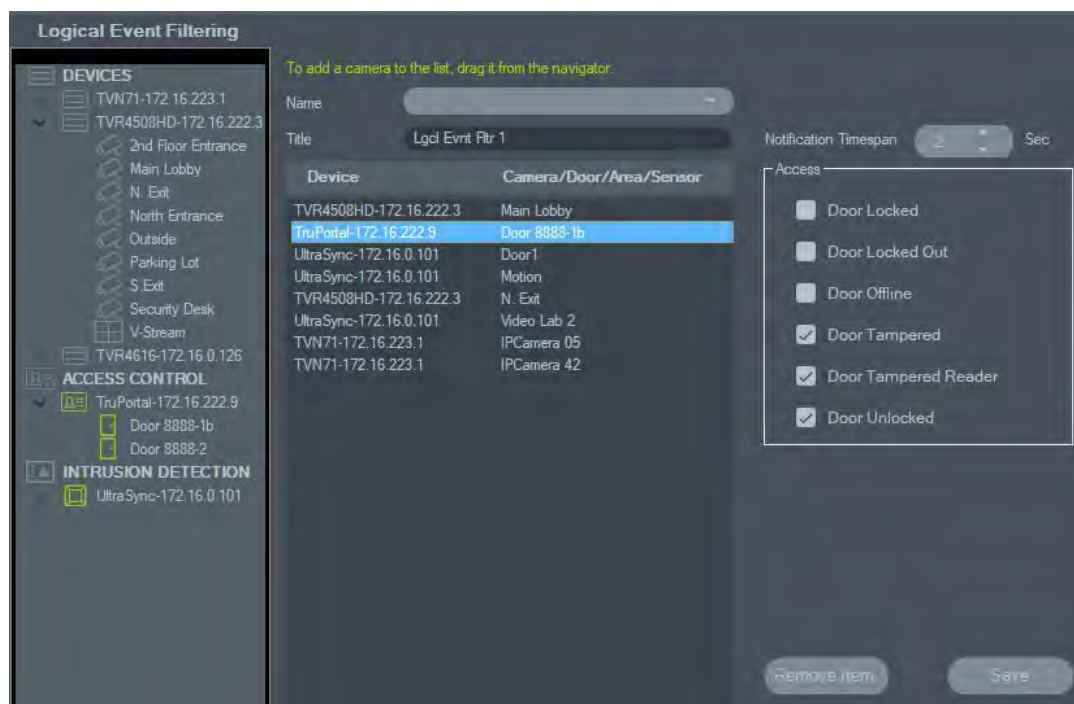 Logical Event Filtering
DEVICES
TVN71-172.16.223.1
TVR4508HD-172.16.222.3
2nd Floor Entrance
Main Lobby
N. Exit
North Entrance
Outside
Parking Lot
S.Exit
Security Desk
V-Stream
TVR4616-172.16.0.126
ACCESS CONTROL
TruPortal-172.16.222.9
Door 8888-1b
Door 8888-2
INTRUSION DETECTION
UltraSync-172.16.0.101
To add a camera to the list, drag it from the navigator.
Name
Title Lgcl Evnt Fltr 1
Device Camera/Door/Area/Sensor
TVR4508HD-172.16.222.3 Main Lobby
TruPortal-172.16.222.9 Door 8888-1b
UltraSync-172.16.0.101 Door1
UltraSync-172.16.0.101 Motion
TVR4508HD-172.16.222.3 N. Exit
UltraSync-172.16.0.101 Video Lab 2
TVN71-172.16.223.1 IPCamera 05
TVN71-172.16.223.1 IPCamera 42
Notification Timespan 2 Sec
Access
Door Locked
Door Locked Out
Door Offline
Door Tampered
Door Tampered Reader
Door Unlocked
Remove Item Save